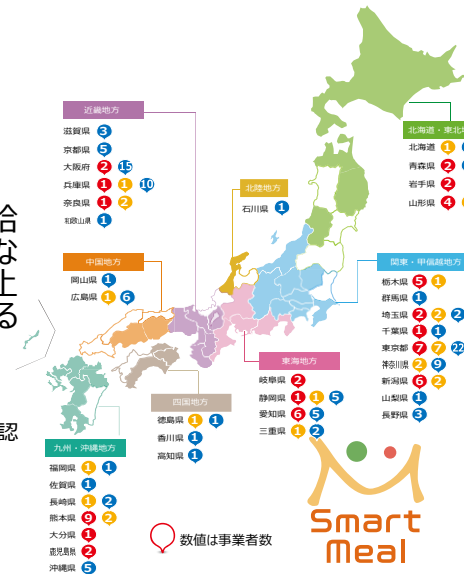 近畿地方
滋賀県 3
京都府 5
大阪府 2 15
兵庫県 1 1 10
奈良県 1 2
和歌山県 1
北陸地方
石川県 1
北海道・東北地
北海道 1
青森県 2
岩手県 2
山形県 4
中国地方
岡山県 1
広島県 1 6
関東・甲信越地方
栃木県 5 1
群馬県 1
埼玉県 2 2 2
千葉県 1 1
東京都 7 7 22
神奈川県 2 9
新潟県 6 2
山梨県 1
長野県 3
東海地方
岐阜県 2
静岡県 1 1 5
愛知県 6 5
三重県 1 2
四国地方
徳島県 1 1
香川県 1
高知県 1
九州・沖縄地方
福岡県 1 1
佐賀県 1
長崎県 1 2
熊本県 9 2
大分県 1
鹿児島県 2
沖縄県 5
数値は事業者数
Smart
Meal
給な上る
認